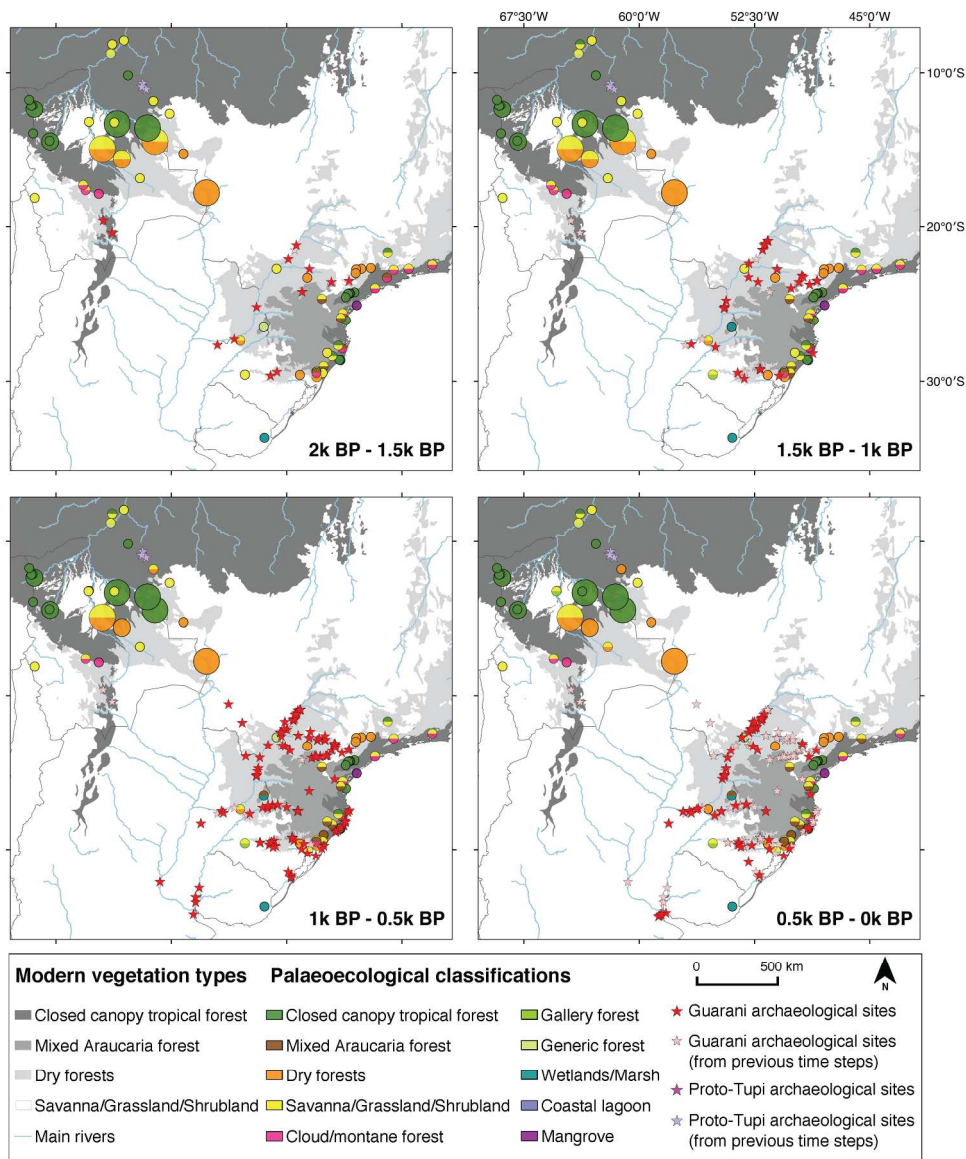 67°30'S 60°0'W 52°30'W 45°0'W
10°0'S
20°0'S
30°0'S
2k BP - 1.5k BP
1.5k BP - 1k BP
1k BP - 0.5k BP
0.5k BP - 0k BP
Modern vegetation types
Closed canopy tropical forest
Mixed Araucaria forest
Dry forests
Savanna/Grassland/Shrubland
Main rivers
Palaeoecological classifications
Closed canopy tropical forest
Mixed Araucaria forest
Dry forests
Savanna/Grassland/Shrubland
Cloud/montane forest
Gallery forest
Generic forest
Wetlands/Marsh
Coastal lagoon
Mangrove
0 500 km
N
Guarani archaeological sites
Guarani archaeological sites
(from previous time steps)
Proto-Tupi archaeological sites
Proto-Tupi archaeological sites
(from previous time steps)